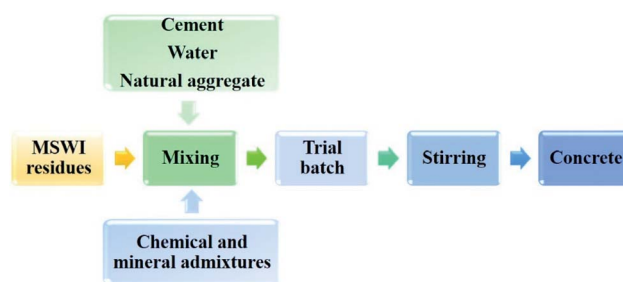 Cement
Water
Natural aggregate
MSWI
residues
Mixing
Trial
batch
Stirring
Concrete
Chemical and
mineral admixtures